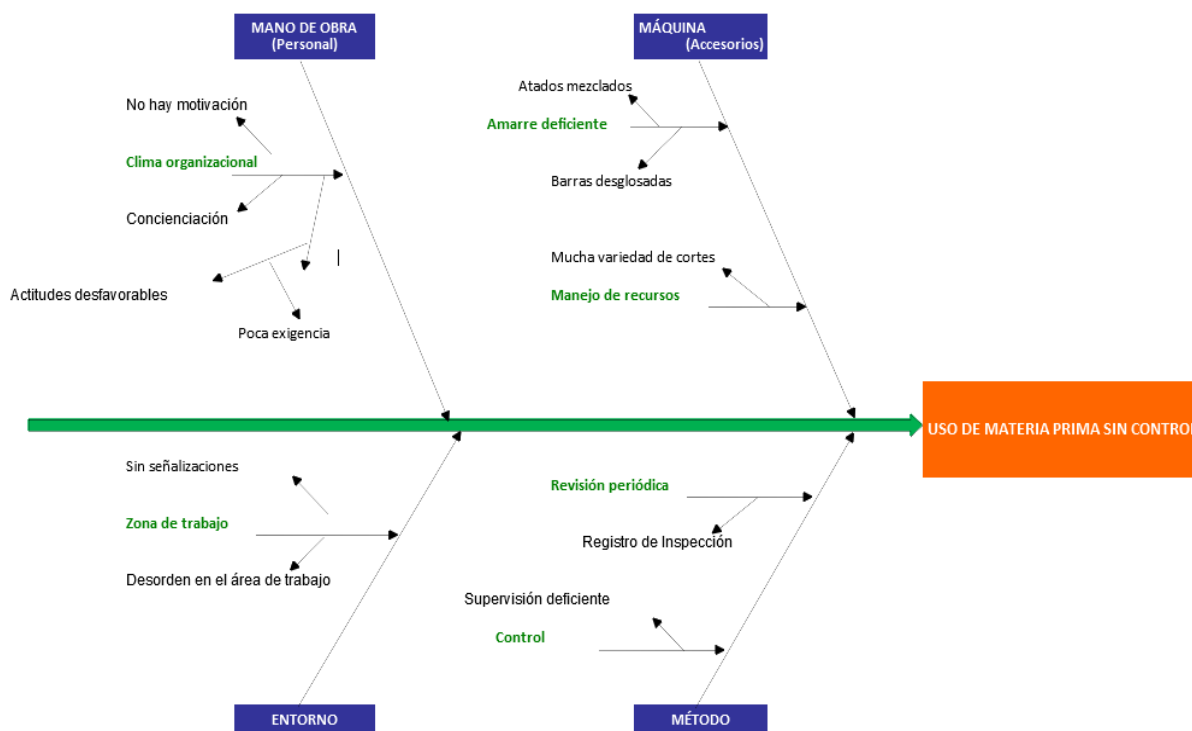 MANO DE OBRA
(Personal)
MÁQUINA
(Accesorios)
No hay motivación
Clima organizacional
Concienciación
Actitudes desfavorables
Poca exigencia
Atados mezclados
Amarre deficiente
Barras desglosadas
Mucha variedad de cortes
Manejo de recursos
USO DE MATERIA PRIMA SIN CONTROL
Sin señalizaciones
Zona de trabajo
Desorden en el área de trabajo
Revisión periódica
Registro de Inspección
Supervisión deficiente
Control
ENTORNO
MÉTODO